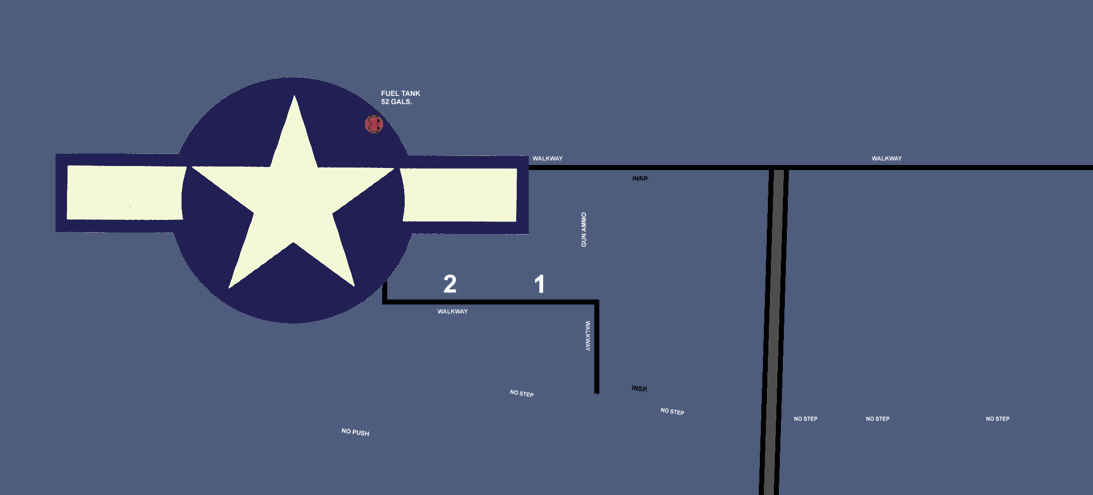 FUEL TANK
52 GALS.
WALKWAY
WALKWAY
INSP.
GUN AMMO
2
1
WALKWAY
WALKWAY
INSP.
NO STEP
NO STEP
NO STEP
NO STEP
NO STEP
NO PUSH